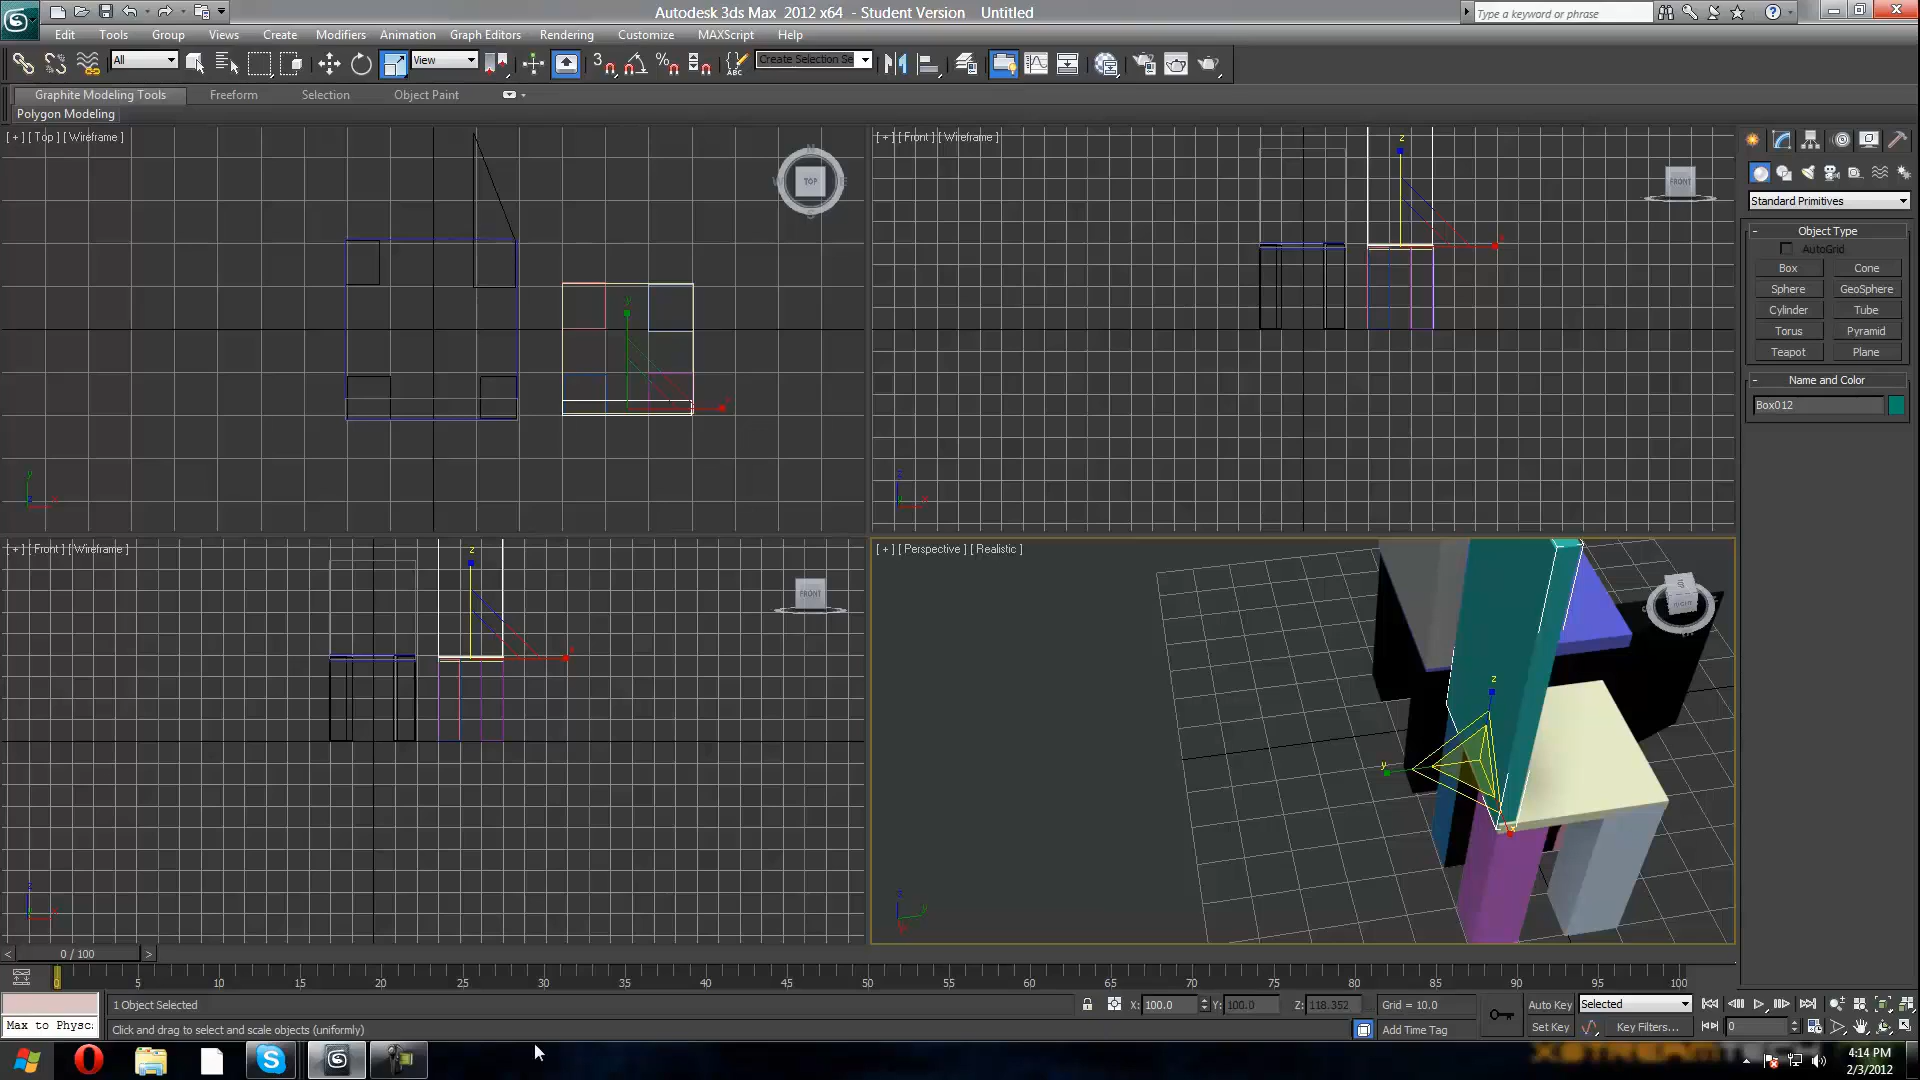 Autodesk 3ds Max 2012 x64 - Student Version Untitled
Type a keyword or phrase
Edit Tools Group Views Create Modifiers Animation Graph Editors Rendering Customize MAXScript Help
All
View
3
ABC
Create Selection Se
Graphite Modeling Tools Freeform Selection Object Paint
Polygon Modeling
[ + ] [ Top ] [ Wireframe ]
TOP
y
x
[ + ] [ Front ] [ Wireframe ]
z
FRONT
[ + ] [ Front ] [ Wireframe ]
z
FRONT
[ + ] [ Perspective ] [ Realistic ]
z
y
Standard Primitives
- Object Type
AutoGrid
Box Cone
Sphere GeoSphere
Cylinder Tube
Torus Pyramid
Teapot Plane
- Name and Color
Box012
< 0 / 100 >
0 5 10 15 20 25 30 35 40 45 50 55 60 65 70 75 80 85 90 95 100
1 Object Selected
X: 100.0 Y: 100.0 Z: 118.352 Grid = 10.0
Auto Key Selected
Max to Physc:
Click and drag to select and scale objects (uniformly)
Add Time Tag
Set Key Key Filters...
0
4:14 PM
2/3/2012